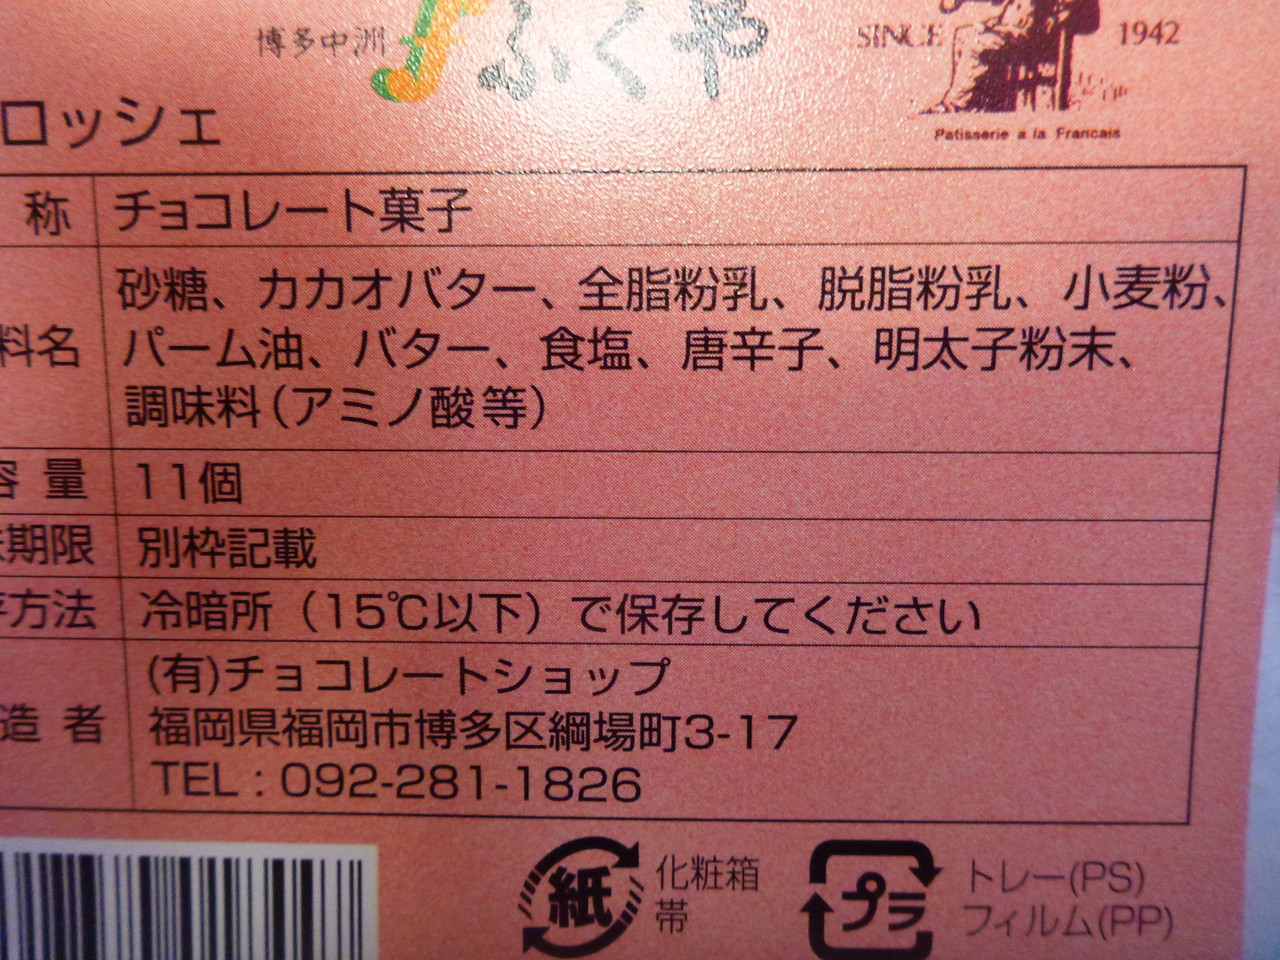 博多中洲 ふくや
SINCE 1942
Patisserie a la Francais
ロッシェ
称 チョコレート菓子
料名 砂糖、カカオバター、全脂粉乳、脱脂粉乳、小麦粉、
パーム油、バター、食塩、唐辛子、明太子粉末、
調味料(アミノ酸等)
容量 11個
期限 別枠記載
方法 冷暗所(15℃以下)で保存してください
造者 (有)チョコレートショップ
福岡県福岡市博多区綱場町3-17
TEL:092-281-1826
紙 化粧箱
帯
プラ トレー(PS)
フィルム(PP)